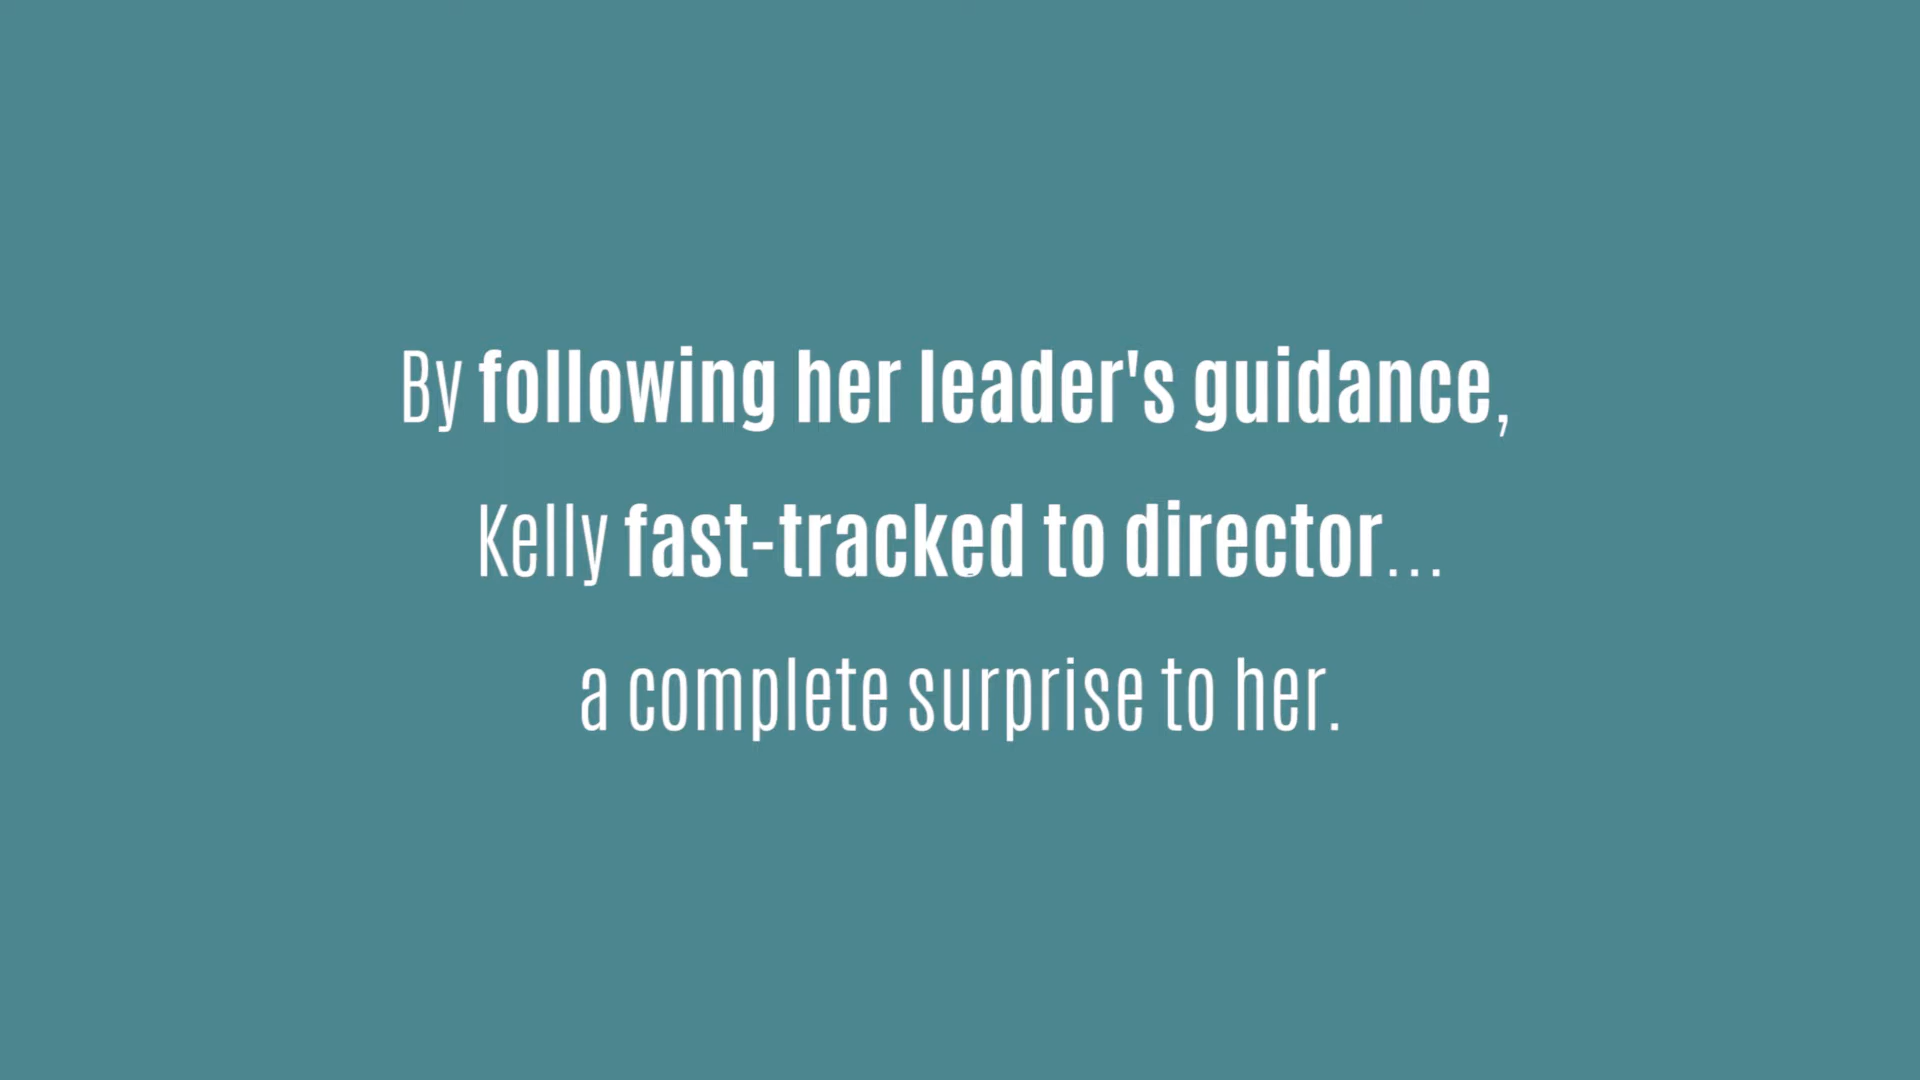 By following her leader's guidance,
Kelly fast-tracked to director...
a complete surprise to her.